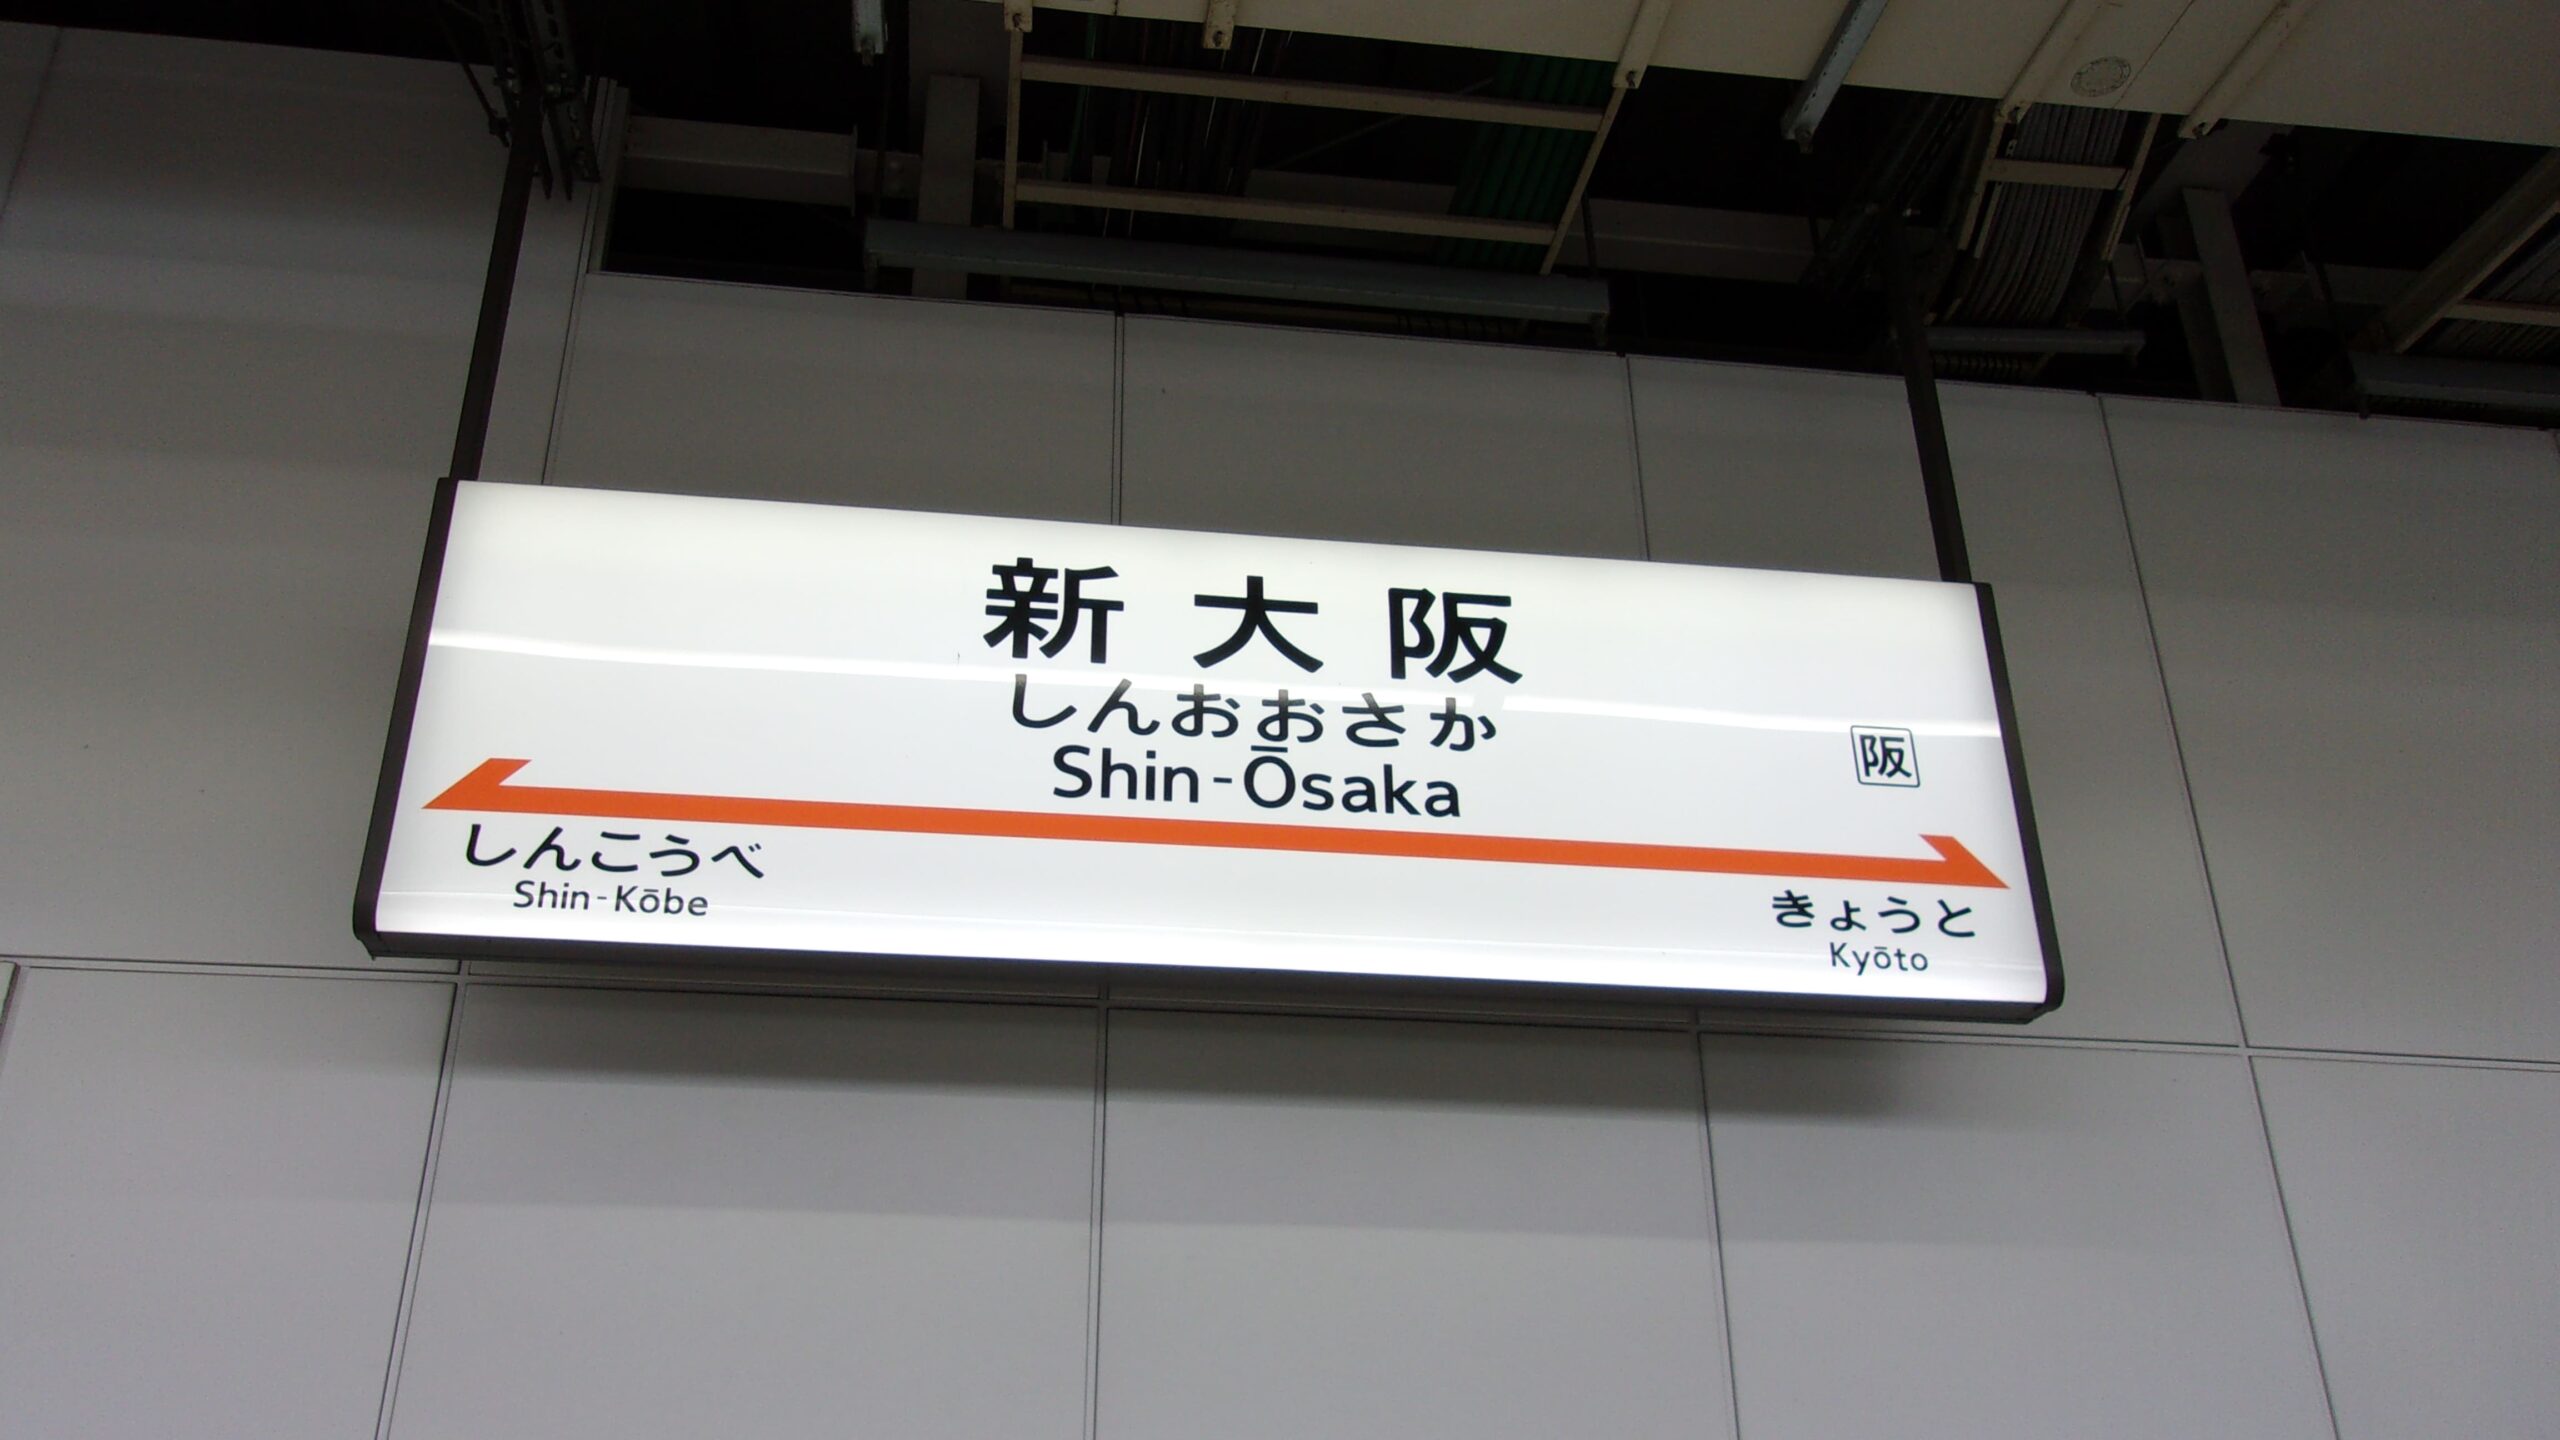 新大阪
しんおおさか
Shin-Ōsaka
阪
しんこうべ
Shin-Kōbe
きょうと
Kyōto